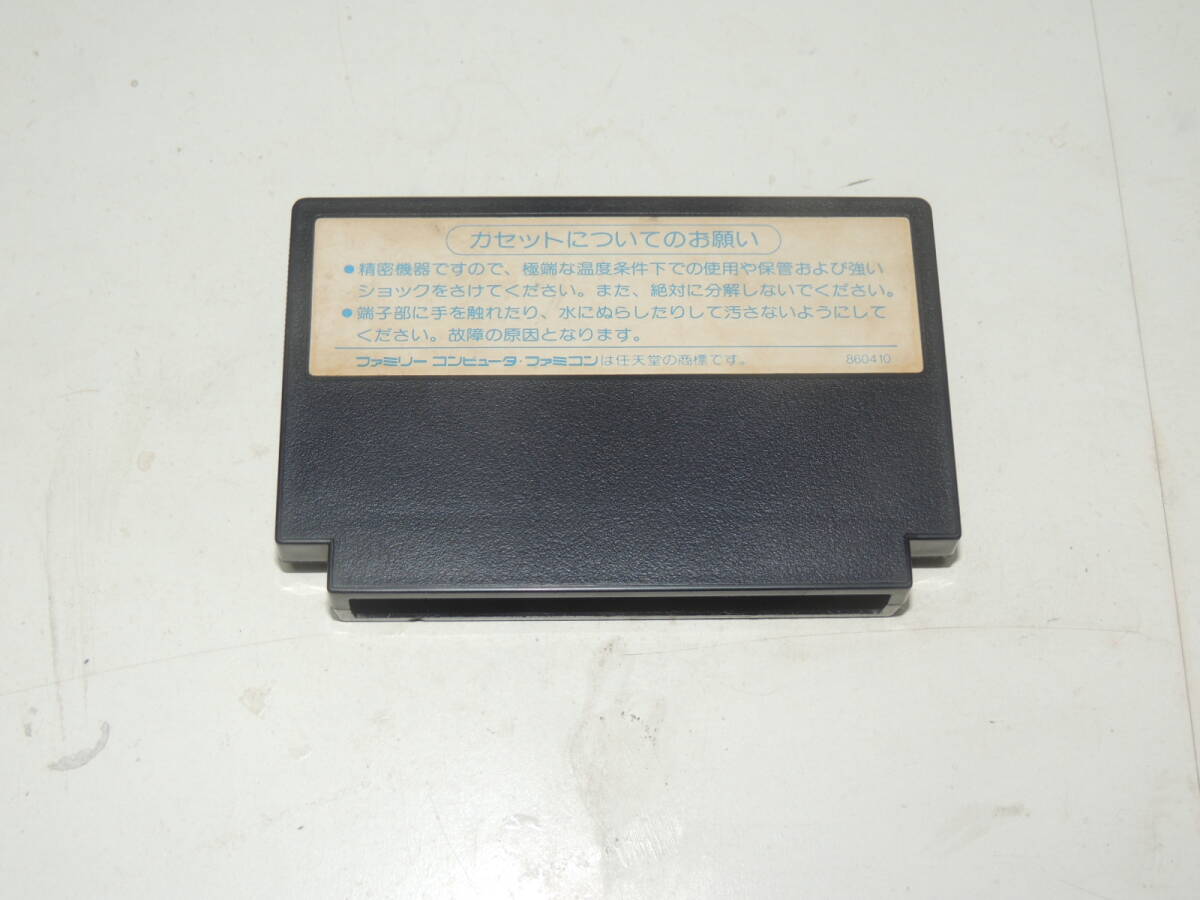 カセットについてのお願い
●精密機器ですので、極端な温度条件下での使用や保管および強い
ショックをさけてください。また、絶対に分解しないでください。
●端子部に手を触れたり、水にぬらしたりして汚さないようにして
ください。故障の原因となります。
ファミリー コンピュータ・ファミコンは任天堂の商標です。 860410